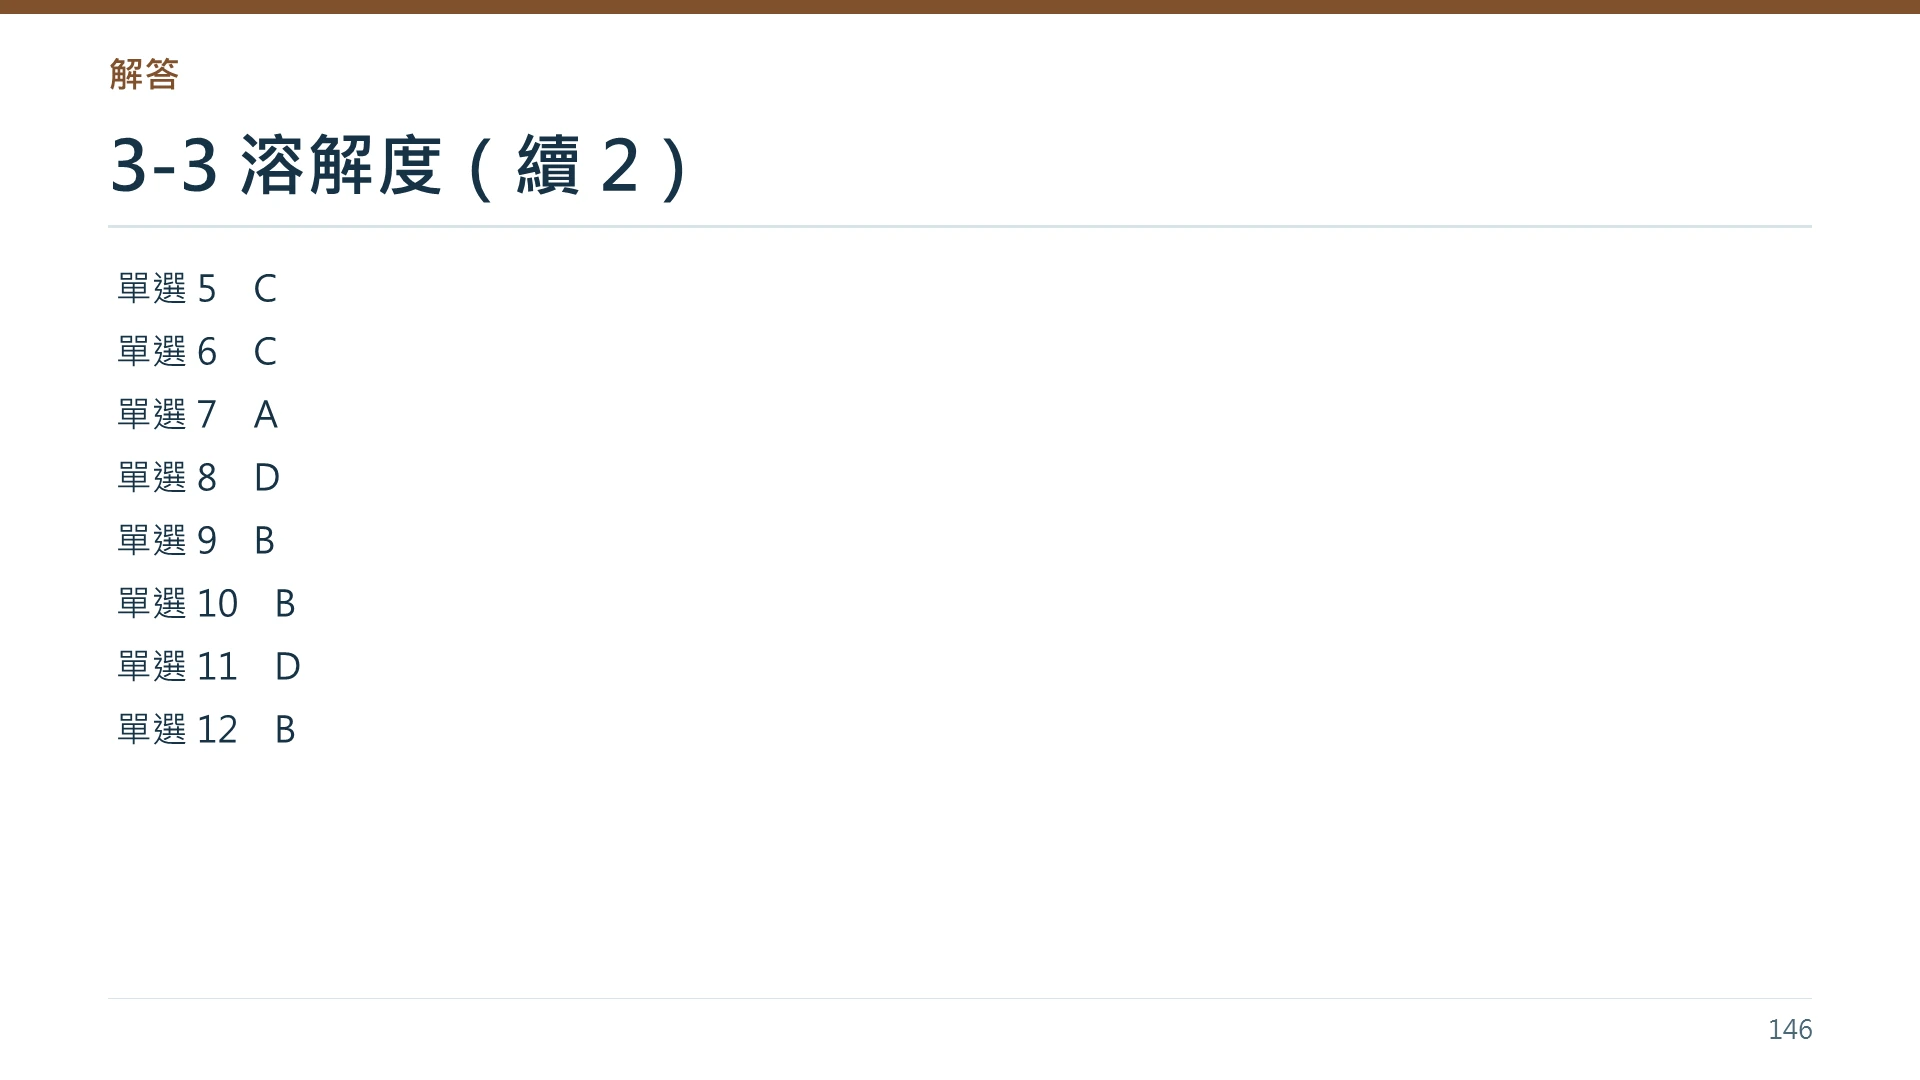 解答
3-3 溶解度（續 2）
單選 5　C
單選 6　C
單選 7　A
單選 8　D
單選 9　B
單選 10　B
單選 11　D
單選 12　B
146